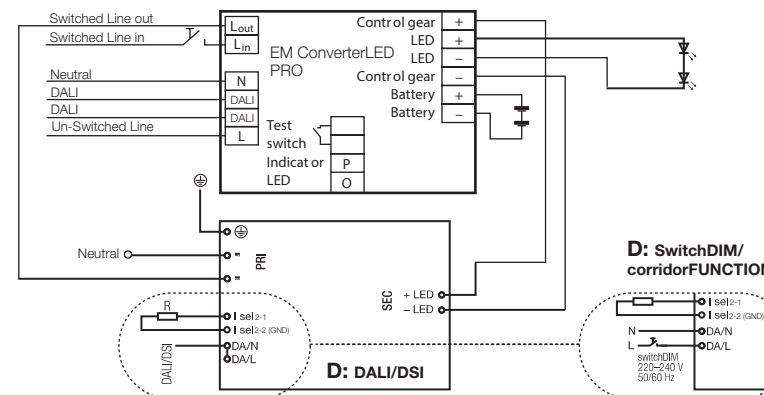 Switched Line out
Switched Line in
Neutral
DALI
DALI
Un-Switched Line
Lout
Lin
N
DALI
DALI
L
EM ConverterLED
PRO
Test
switch
Indicator
LED
P
O
Control gear +
LED +
LED –
Control gear –
Battery +
Battery –
Neutral
PRI
SEC
+ LED
– LED
R
I sel2-1
I sel2-2 (GND)
DA/N
DA/L
DALI/DSI
D: DALI/DSI
D: SwitchDIM/
corridorFUNCTION
I sel2-1
I sel2-2 (GND)
N
DA/N
L
DA/L
switchDIM
220–240 V
50/60 Hz